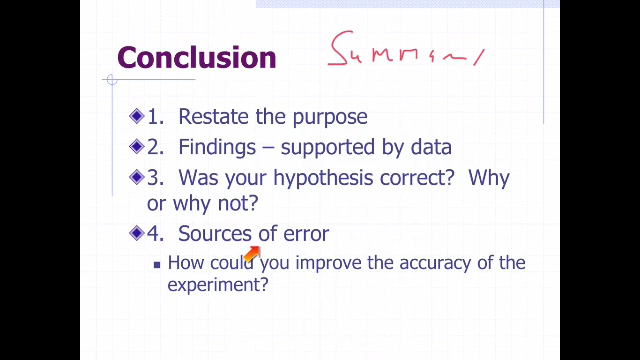 Conclusion Summary
1. Restate the purpose
2. Findings – supported by data
3. Was your hypothesis correct? Why
or why not?
4. Sources of error
How could you improve the accuracy of the
experiment?